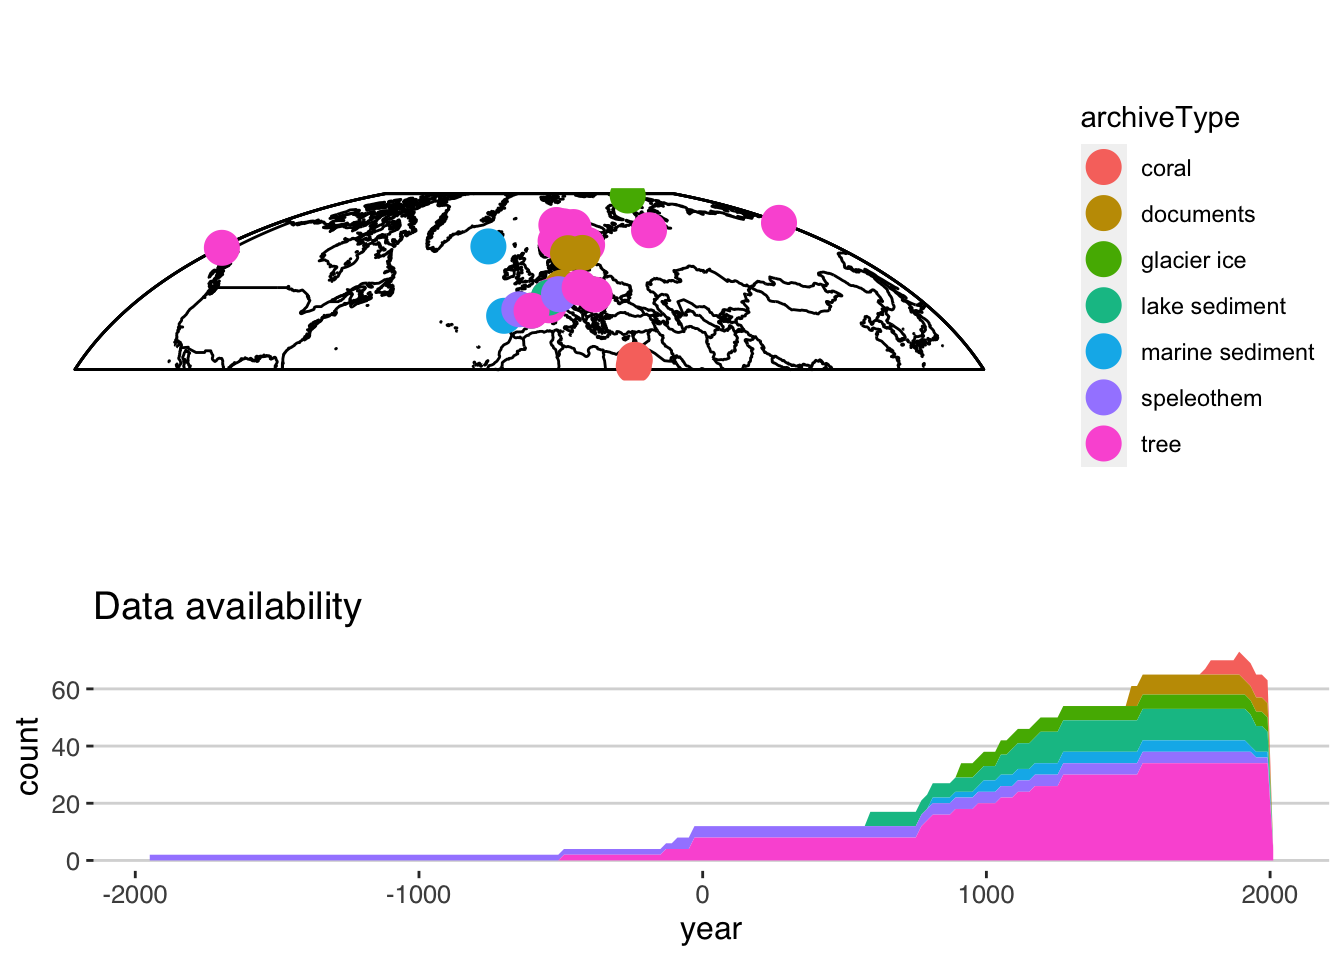 archiveType
coral
documents
glacier ice
lake sediment
marine sediment
speleothem
tree
Data availability
count
60
40
20
0
-2000
-1000
0
1000
2000
year